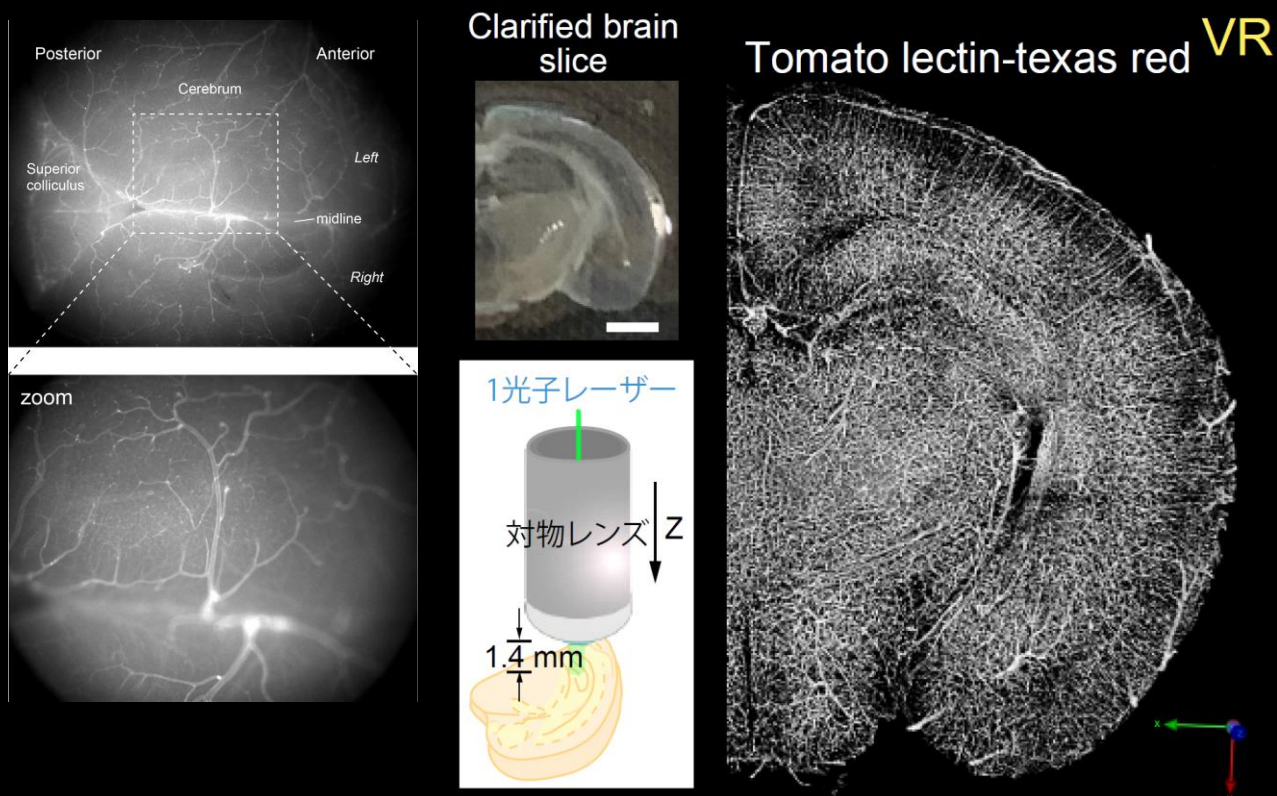 Posterior
Anterior
Cerebrum
Left
Superior
colliculus
midline
Right
zoom
Clarified brain
slice
1光子レーザー
対物レンズ
Z
1.4 mm
Tomato lectin-texas red
VR
x
z